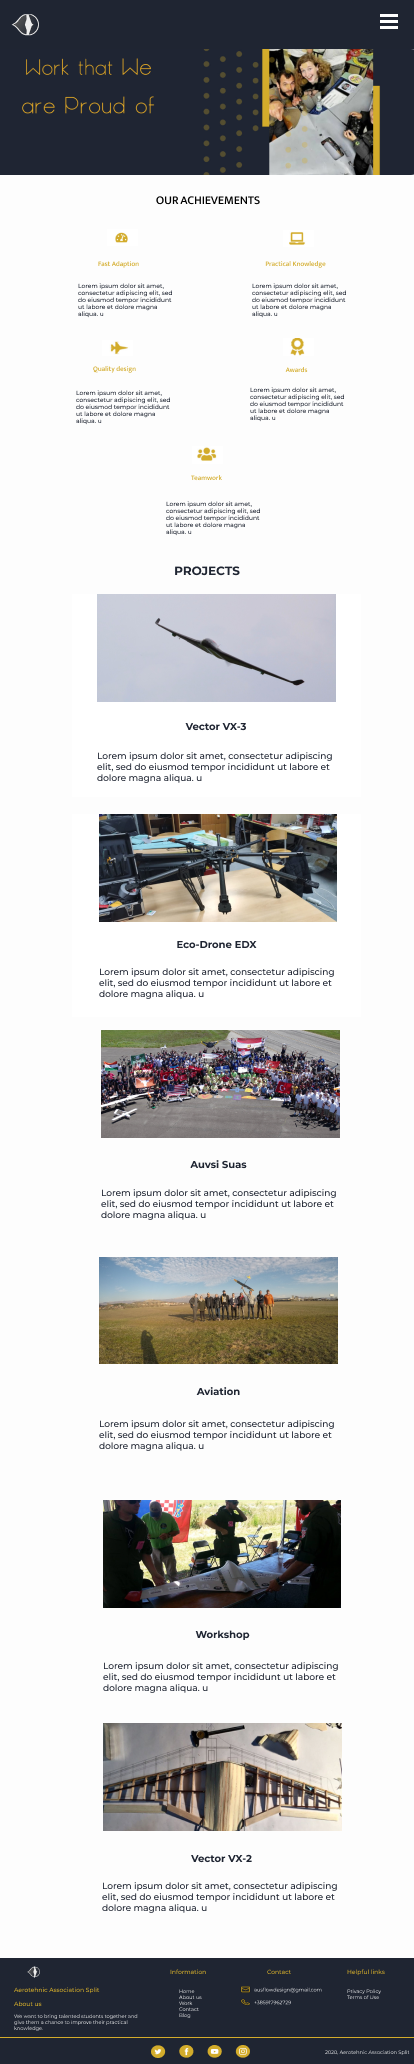 Work that We
are Proud of
OUR ACHIEVEMENTS
Fast Adaption
Lorem ipsum dolor sit amet,
consectetur adipiscing elit, sed
do eiusmod tempor incididunt
ut labore et dolore magna
aliqua. u
Practical Knowledge
Lorem ipsum dolor sit amet,
consectetur adipiscing elit, sed
do eiusmod tempor incididunt
ut labore et dolore magna
aliqua. u
Quality design
Lorem ipsum dolor sit amet,
consectetur adipiscing elit, sed
do eiusmod tempor incididunt
ut labore et dolore magna
aliqua. u
Awards
Lorem ipsum dolor sit amet,
consectetur adipiscing elit, sed
do eiusmod tempor incididunt
ut labore et dolore magna
aliqua. u
Teamwork
Lorem ipsum dolor sit amet,
consectetur adipiscing elit, sed
do eiusmod tempor incididunt
ut labore et dolore magna
aliqua. u
PROJECTS
Vector VX-3
Lorem ipsum dolor sit amet, consectetur adipiscing
elit, sed do eiusmod tempor incididunt ut labore et
dolore magna aliqua. u
Eco-Drone EDX
Lorem ipsum dolor sit amet, consectetur adipiscing
elit, sed do eiusmod tempor incididunt ut labore et
dolore magna aliqua. u
Auvsi Suas
Lorem ipsum dolor sit amet, consectetur adipiscing
elit, sed do eiusmod tempor incididunt ut labore et
dolore magna aliqua. u
Aviation
Lorem ipsum dolor sit amet, consectetur adipiscing
elit, sed do eiusmod tempor incididunt ut labore et
dolore magna aliqua. u
Workshop
Lorem ipsum dolor sit amet, consectetur adipiscing
elit, sed do eiusmod tempor incididunt ut labore et
dolore magna aliqua. u
Vector VX-2
Lorem ipsum dolor sit amet, consectetur adipiscing
elit, sed do eiusmod tempor incididunt ut labore et
dolore magna aliqua. u
Aerotehnic Association Split
About us
We want to bring talented students together and
give them a chance to improve their practical
knowledge.
Information
Home
About us
Work
Contact
Blog
Contact
ausflow.design@gmail.com
+385917962729
Helpful links
Privacy Policy
Terms of Use
2020, Aerotehnic Association Split